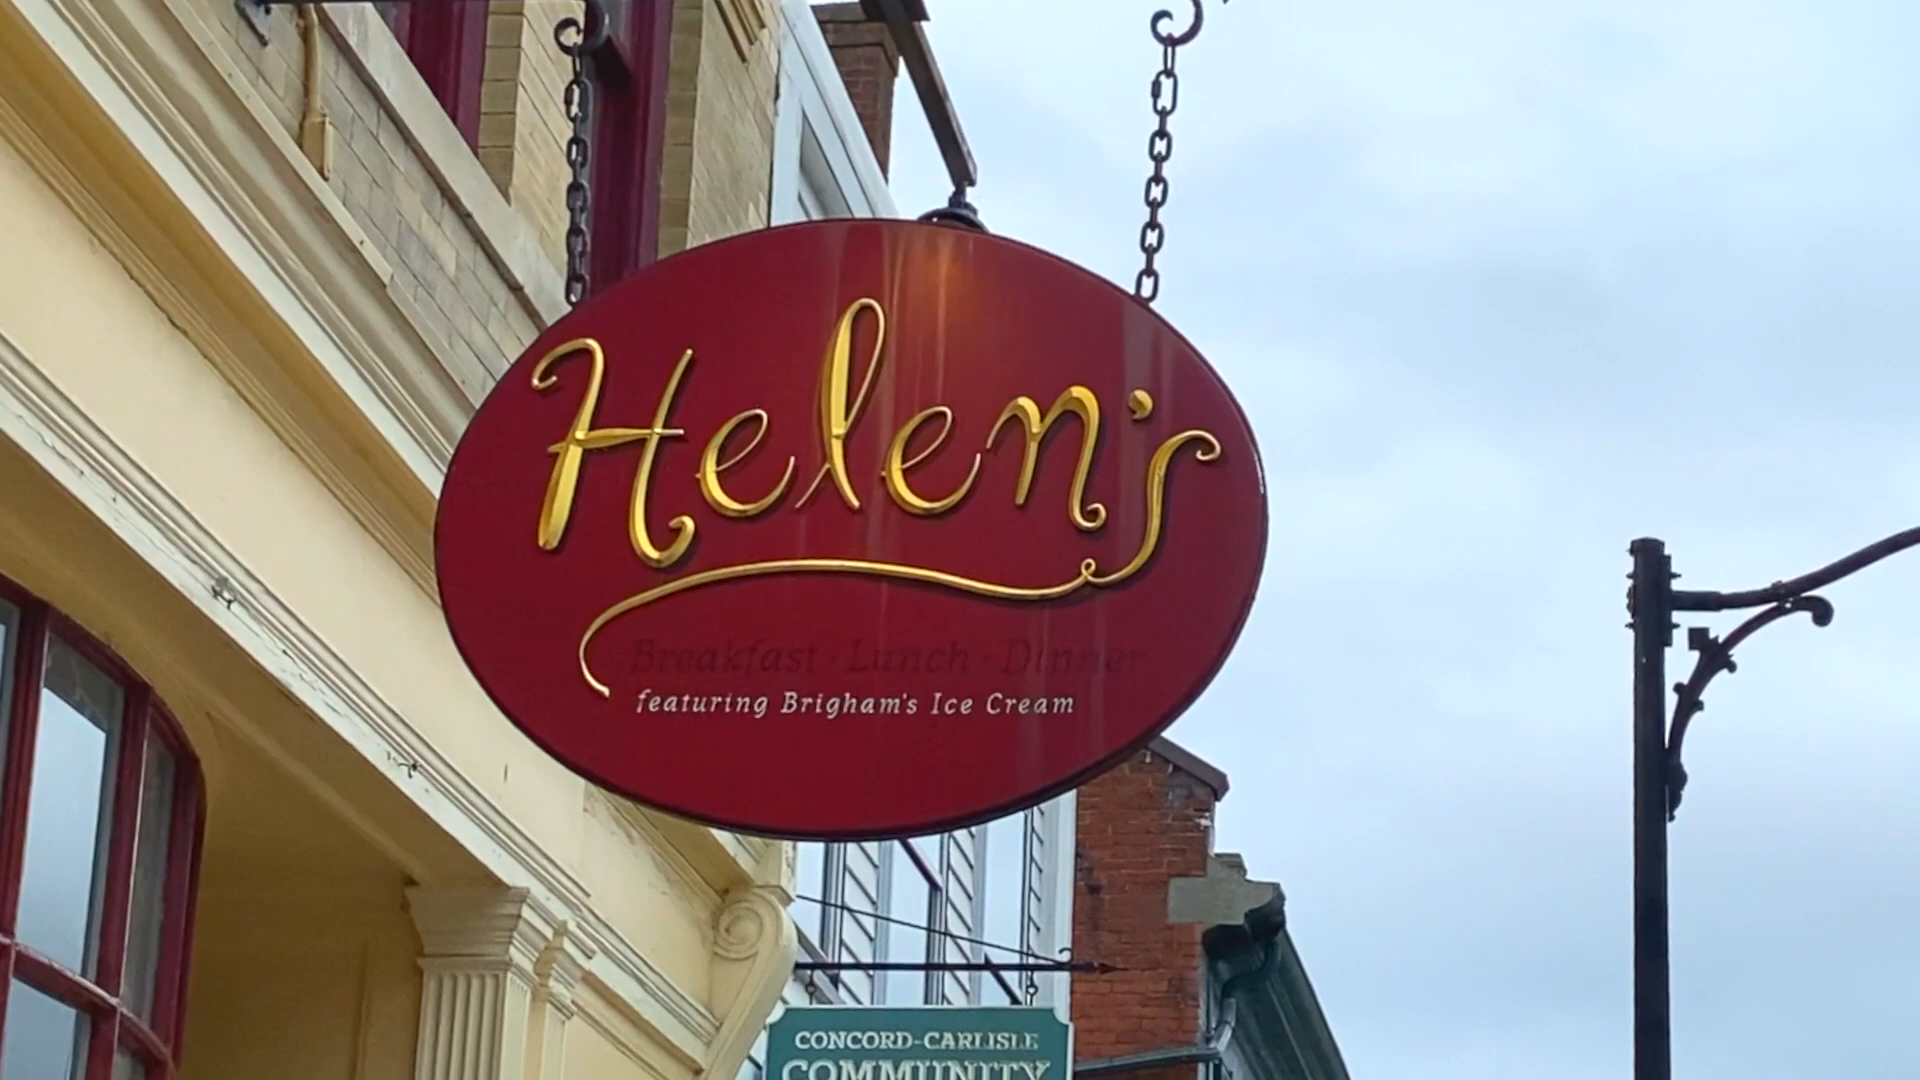 Helen's
Breakfast · Lunch · Dinner
featuring Brigham's Ice Cream
CONCORD-CARLISLE
COMMUNITY